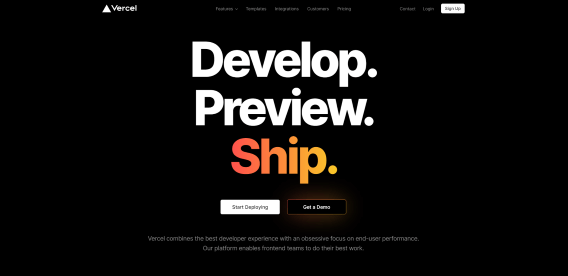 Vercel
Features Templates Integrations Customers Pricing
Contact Login Sign Up
Develop.
Preview.
Ship.
Start Deploying Get a Demo
Vercel combines the best developer experience with an obsessive focus on end-user performance.
Our platform enables frontend teams to do their best work.